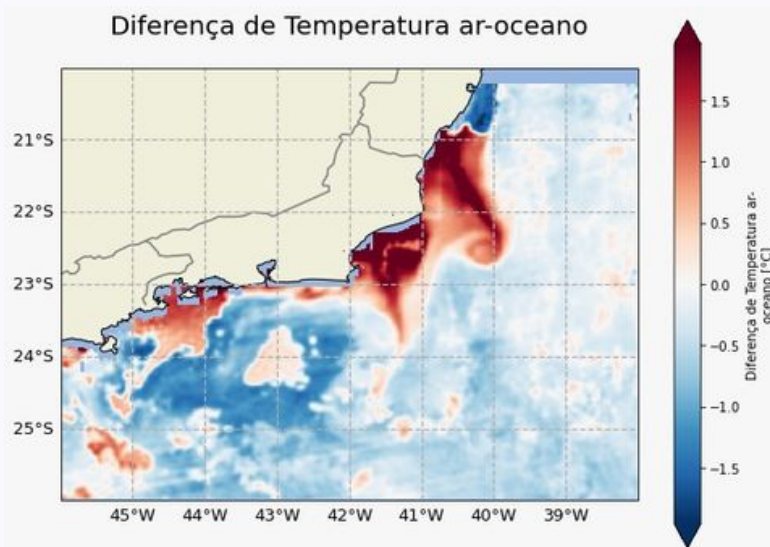 Diferença de Temperatura ar-oceano
21°S
22°S
23°S
24°S
25°S
45°W 44°W 43°W 42°W 41°W 40°W 39°W
1.5
1.0
0.5
0.0
−0.5
−1.0
−1.5
Diferença de Temperatura ar-
oceano [°C]